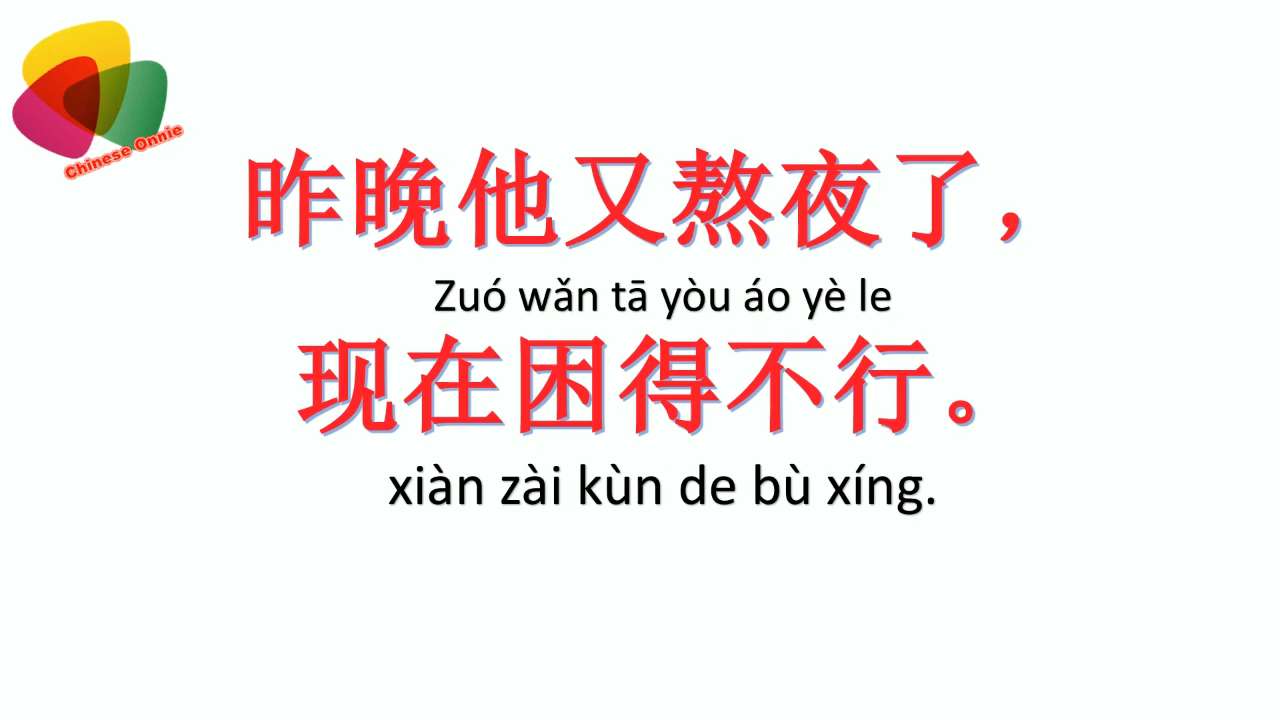 Chinese Onnie
昨晚他又熬夜了，
Zuó wǎn tā yòu áo yè le
现在困得不行。
xiàn zài kùn de bù xíng.